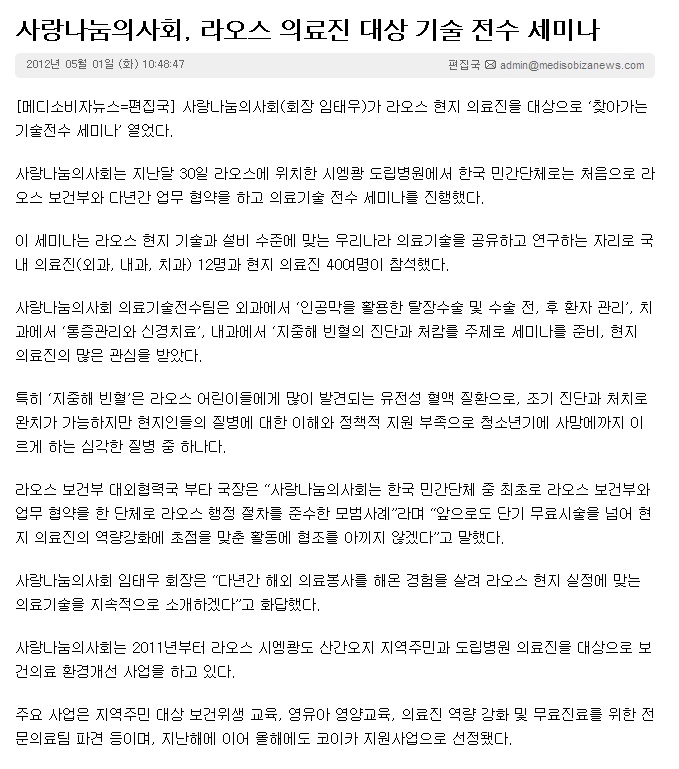 사랑나눔의사회, 라오스 의료진 대상 기술 전수 세미나
2012년 05월 01일 (화) 10:48:47 편집국 admin@medisobizanews.com
[메디소비자뉴스=편집국] 사랑나눔의사회(회장 임태우)가 라오스 현지 의료진을 대상으로 ‘찾아가는
기술전수 세미나’ 열었다.
사랑나눔의사회는 지난달 30일 라오스에 위치한 시엥쾅 도립병원에서 한국 민간단체로는 처음으로 라
오스 보건부와 다년간 업무 협약을 하고 의료기술 전수 세미나를 진행했다.
이 세미나는 라오스 현지 기술과 설비 수준에 맞는 우리나라 의료기술을 공유하고 연구하는 자리로 국
내 의료진(외과, 내과, 치과) 12명과 현지 의료진 40여명이 참석했다.
사랑나눔의사회 의료기술전수팀은 외과에서 ‘인공막을 활용한 탈장수술 및 수술 전, 후 환자 관리’, 치
과에서 ‘통증관리와 신경치료’, 내과에서 ‘지중해 빈혈의 진단과 처캄를 주제로 세미나를 준비, 현지
의료진의 많은 관심을 받았다.
특히 ‘지중해 빈혈’은 라오스 어린이들에게 많이 발견되는 유전성 혈액 질환으로, 조기 진단과 처치로
완치가 가능하지만 현지인들의 질병에 대한 이해와 정책적 지원 부족으로 청소년기에 사망에까지 이
르게 하는 심각한 질병 중 하나다.
라오스 보건부 대외협력국 부타 국장은 “사랑나눔의사회는 한국 민간단체 중 최초로 라오스 보건부와
업무 협약을 한 단체로 라오스 행정 절차를 준수한 모범사례”라며 “앞으로도 단기 무료시술을 넘어 현
지 의료진의 역량강화에 초점을 맞춘 활동에 협조를 아끼지 않겠다”고 말했다.
사랑나눔의사회 임태우 회장은 “다년간 해외 의료봉사를 해온 경험을 살려 라오스 현지 실정에 맞는
의료기술을 지속적으로 소개하겠다”고 화답했다.
사랑나눔의사회는 2011년부터 라오스 시엥쾅도 산간오지 지역주민과 도립병원 의료진을 대상으로 보
건의료 환경개선 사업을 하고 있다.
주요 사업은 지역주민 대상 보건위생 교육, 영유아 영양교육, 의료진 역량 강화 및 무료진료를 위한 전
문의료팀 파견 등이며, 지난해에 이어 올해에도 코이카 지원사업으로 선정됐다.